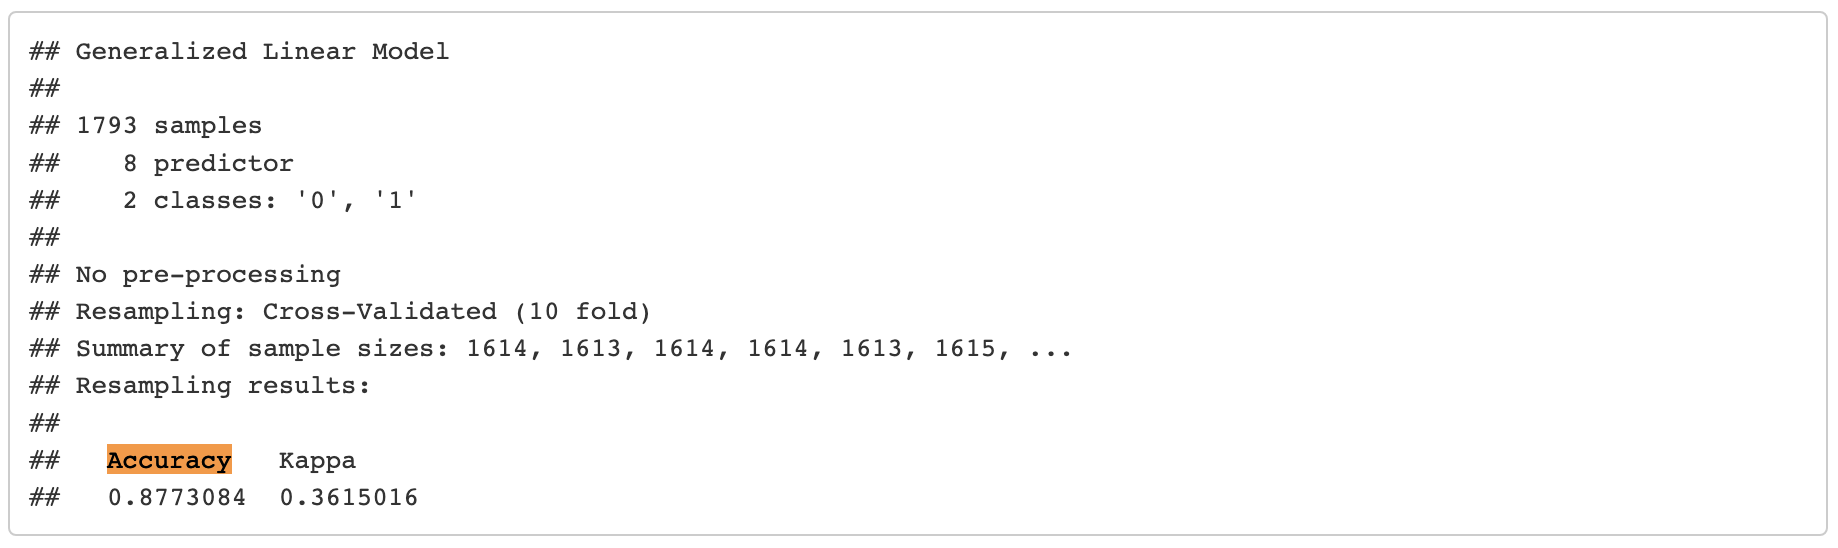 ## Generalized Linear Model
##
## 1793 samples
##    8 predictor
##    2 classes: '0', '1'
##
## No pre-processing
## Resampling: Cross-Validated (10 fold)
## Summary of sample sizes: 1614, 1613, 1614, 1614, 1613, 1615, ...
## Resampling results:
##
##   Accuracy   Kappa
##   0.8773084  0.3615016